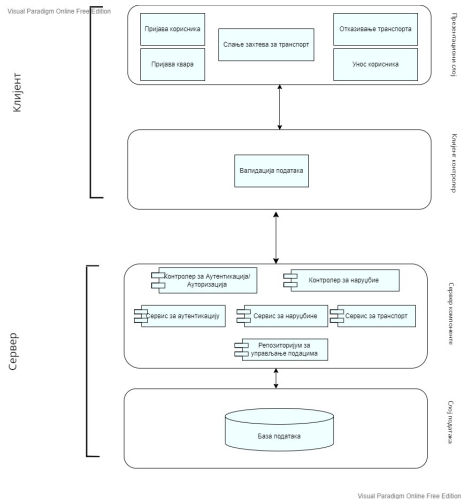 Visual Paradigm Online Free Edition
Клијент
Презентациони слој
Пријава корисника
Слање захтева за транспорт
Отказивање транспорта
Пријава квара
Унос корисника
Клијент контролер
Валидација података
Сервер
Сервер компоненте
Контролер за Аутентикација/
Ауторизација
Контролер за наруџбие
Сервис за аутентикацију
Сервис за наруџбине
Сервис за транспорт
Репозиторијум за
управљање подацима
Слој података
База података
Visual Paradigm Online Free Edition